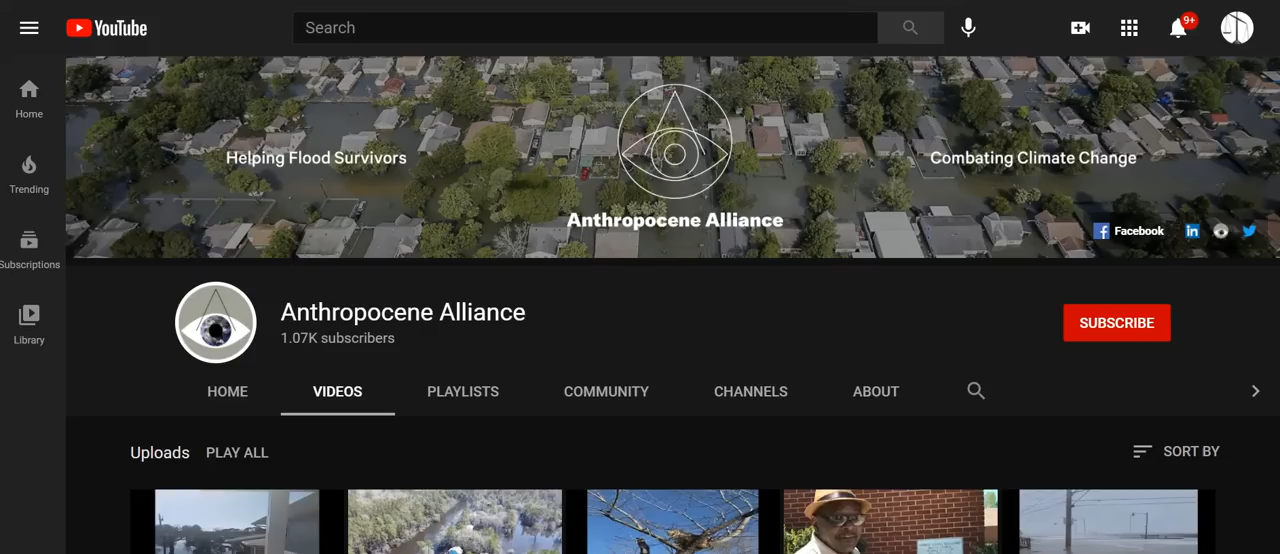 YouTube
Search
9+
Home
Trending
Subscriptions
Library
Helping Flood Survivors
Combating Climate Change
Anthropocene Alliance
Facebook
in
Anthropocene Alliance
1.07K subscribers
SUBSCRIBE
HOME VIDEOS PLAYLISTS COMMUNITY CHANNELS ABOUT
Uploads PLAY ALL
SORT BY